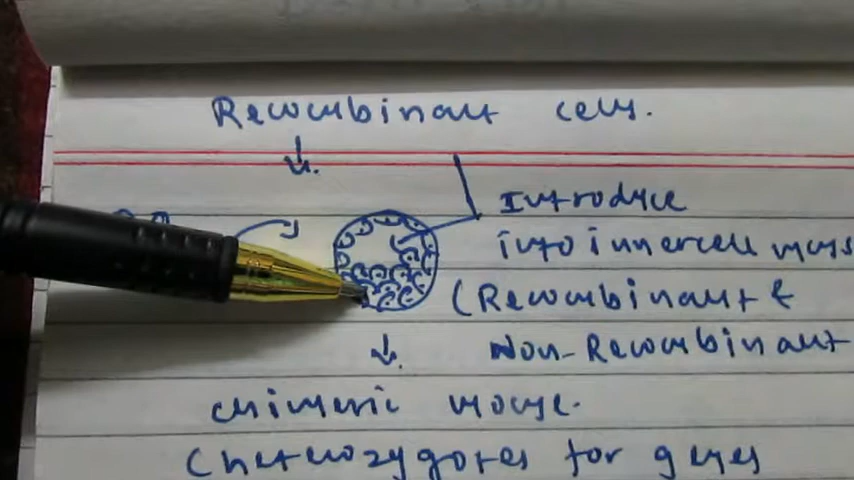 Recombinant cells.
Introduce
into inner cell mass
(Recombinant &
Non-Recombinant
chimeric mouse.
(heterozygotes for genes